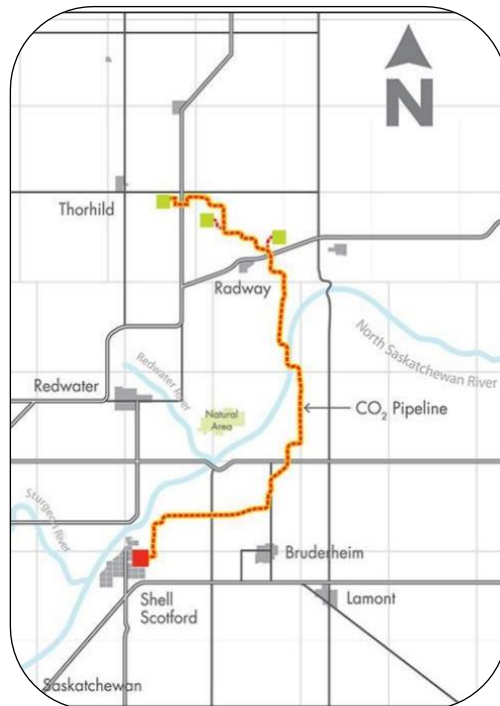 N
Thorhild
Radway
North Saskatchewan River
Redwater River
Redwater
CO₂ Pipeline
Natural
Area
Sturgeon River
Bruderheim
Shell
Scotford
Lamont
Saskatchewan